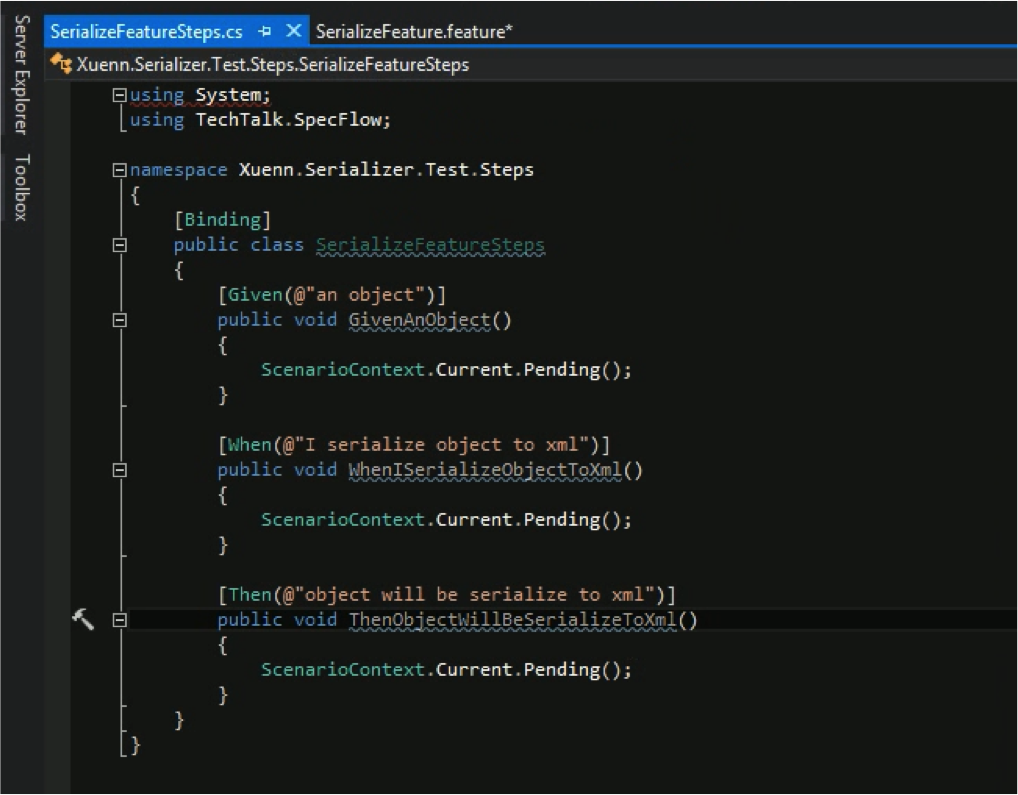 Server Explorer
Toolbox
SerializeFeatureSteps.cs SerializeFeature.feature*
Xuenn.Serializer.Test.Steps.SerializeFeatureSteps
using System;
using TechTalk.SpecFlow;
namespace Xuenn.Serializer.Test.Steps
{
[Binding]
public class SerializeFeatureSteps
{
[Given(@"an object")]
public void GivenAnObject()
{
ScenarioContext.Current.Pending();
}
[When(@"I serialize object to xml")]
public void WhenISerializeObjectToXml()
{
ScenarioContext.Current.Pending();
}
[Then(@"object will be serialize to xml")]
public void ThenObjectWillBeSerializeToXml()
{
ScenarioContext.Current.Pending();
}
}
}